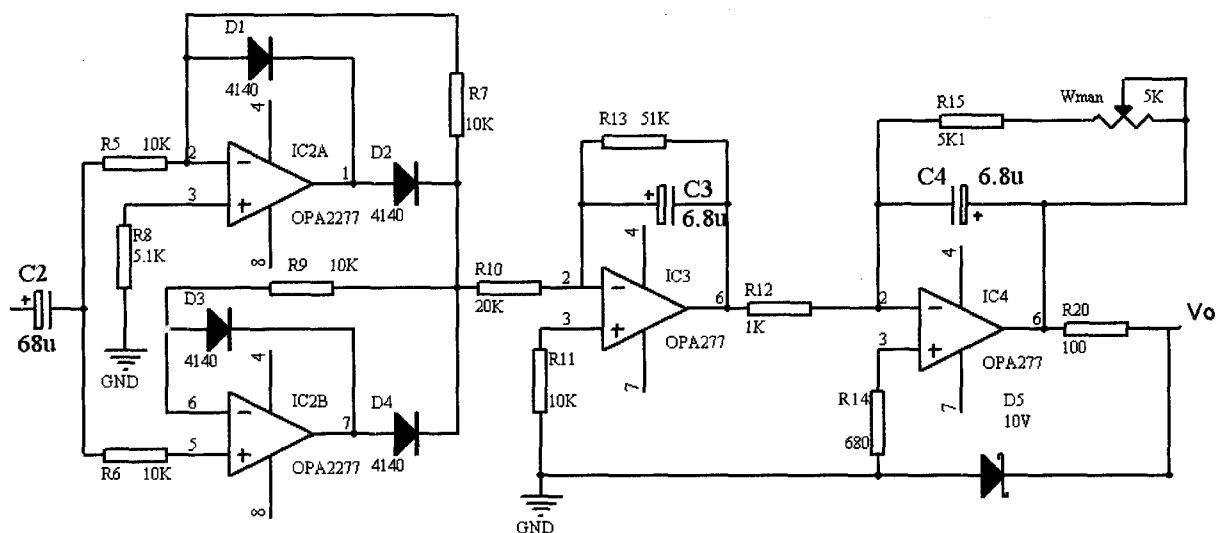 D1
4140
4
R7
10K
R5 10K
2
IC2A
1
D2
3
OPA2277
4140
R8
5.1K
8
C2
+
68u
GND
R9 10K
D3
4140
4
6
IC2B
7
D4
5
OPA2277
4140
R6 10K
8
R10
20K
R13 51K
+
C3
6.8u
4
2
IC3
6
3
OPA277
R11
10K
7
GND
R12
1K
R15
5K1
Wman 5K
C4 6.8u
+
4
2
IC4
6
3
OPA277
R20
100
Vo
R14
680
7
D5
10V